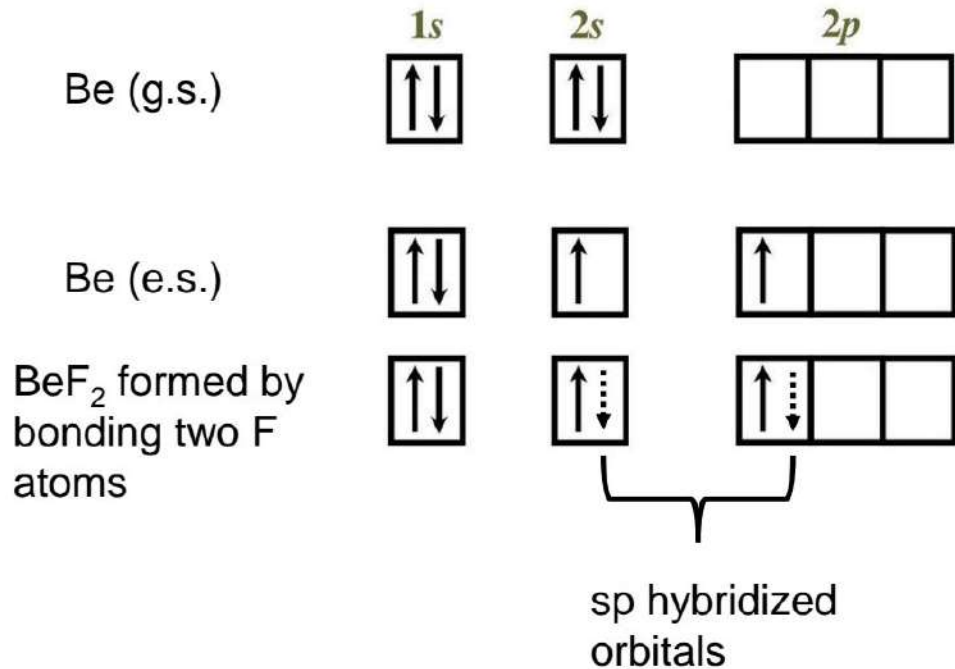 1s 2s 2p
Be (g.s.)
Be (e.s.)
BeF₂ formed by
bonding two F
atoms
sp hybridized
orbitals